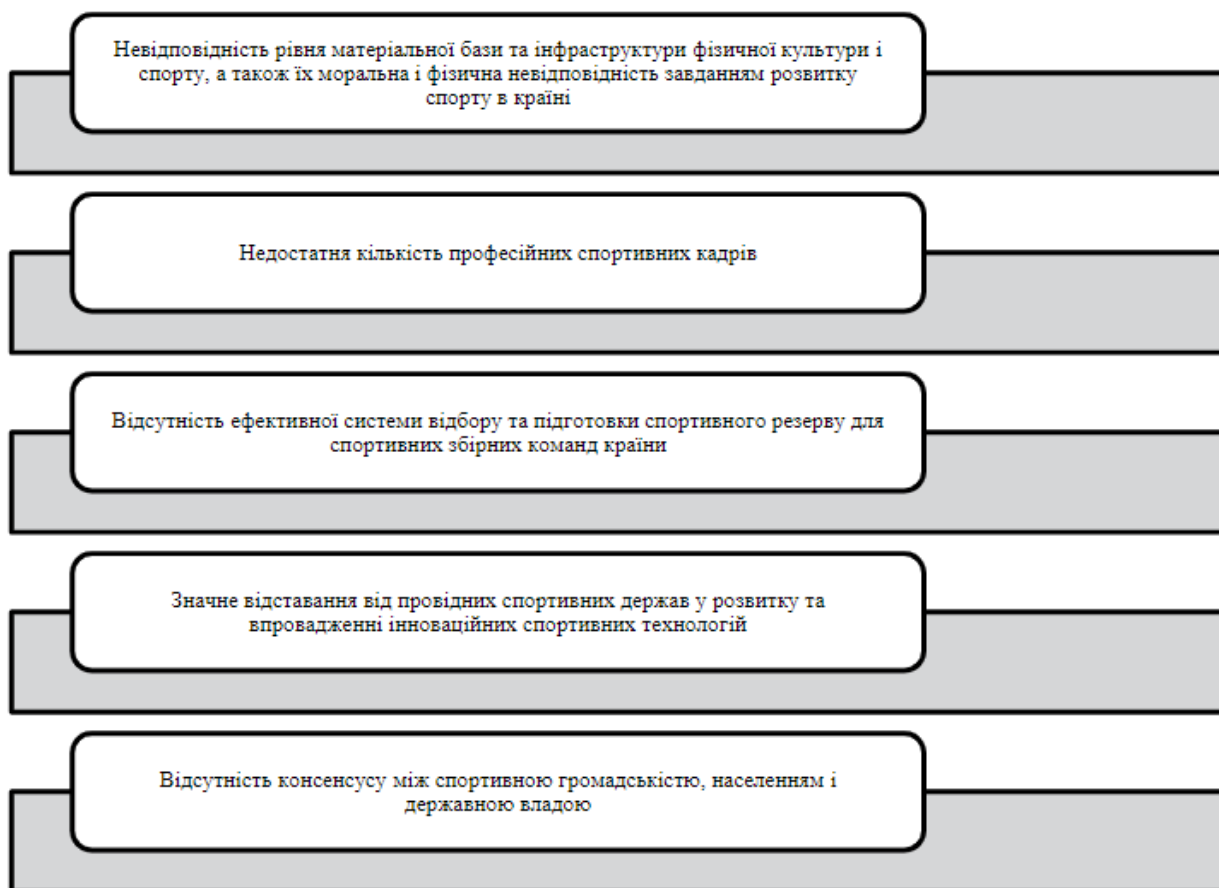 Невідповідність рівня матеріальної бази та інфраструктури фізичної культури і
спорту, а також їх моральна і фізична невідповідність завданням розвитку
спорту в країні
Недостатня кількість професійних спортивних кадрів
Відсутність ефективної системи відбору та підготовки спортивного резерву для
спортивних збірних команд країни
Значне відставання від провідних спортивних держав у розвитку та
впровадженні інноваційних спортивних технологій
Відсутність консенсусу між спортивною громадськістю, населенням і
державною владою